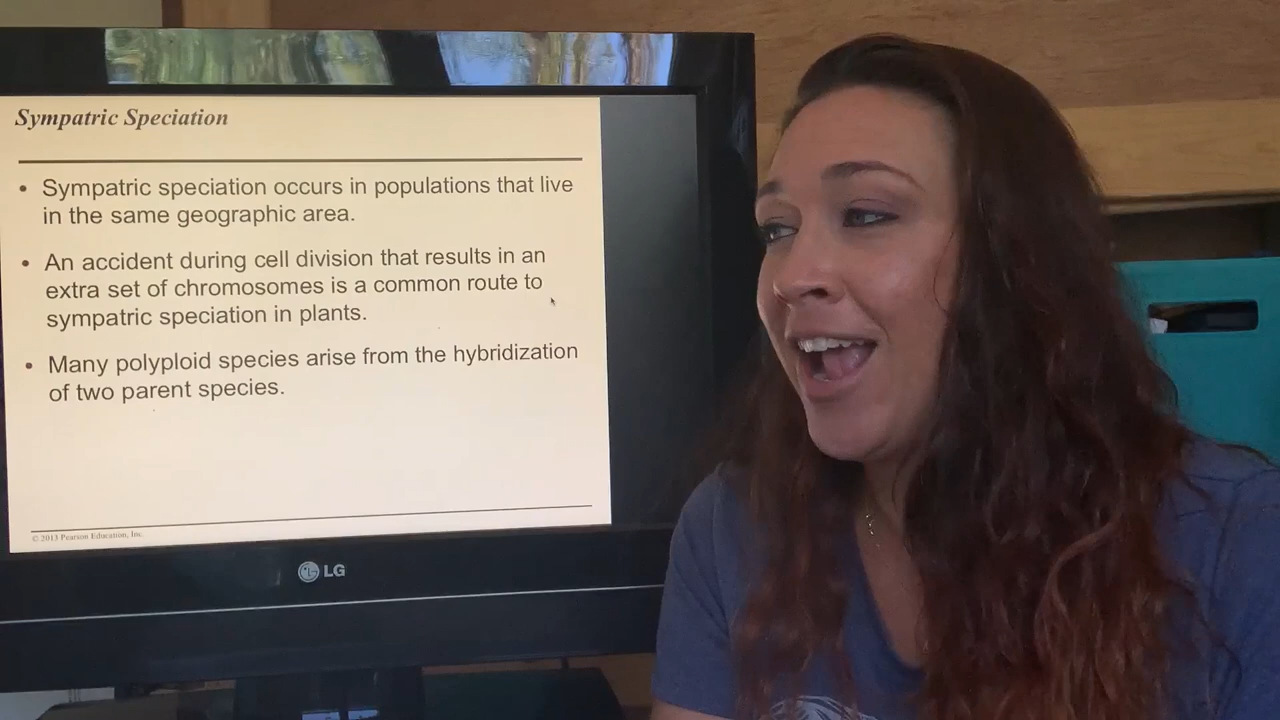 Sympatric Speciation
• Sympatric speciation occurs in populations that live
in the same geographic area.
• An accident during cell division that results in an
extra set of chromosomes is a common route to
sympatric speciation in plants.
• Many polyploid species arise from the hybridization
of two parent species.
© 2013 Pearson Education, Inc.
LG